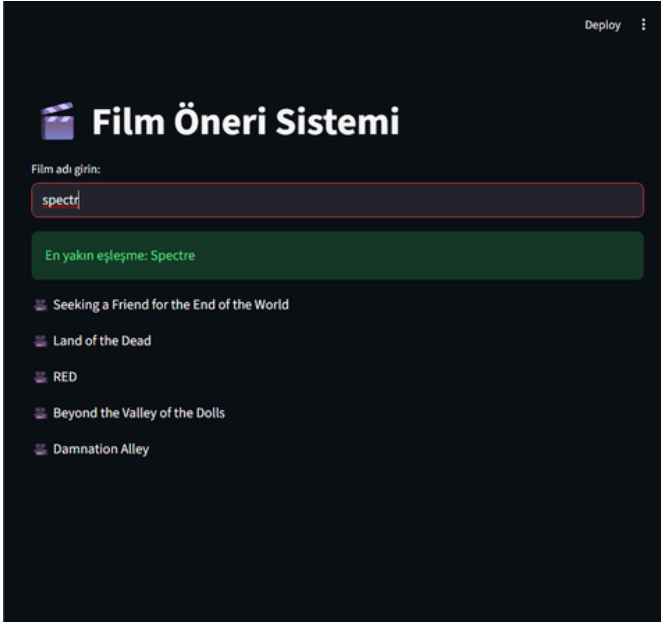 Deploy
Film Öneri Sistemi
Film adı girin:
spectr
En yakın eşleşme: Spectre
Seeking a Friend for the End of the World
Land of the Dead
RED
Beyond the Valley of the Dolls
Damnation Alley